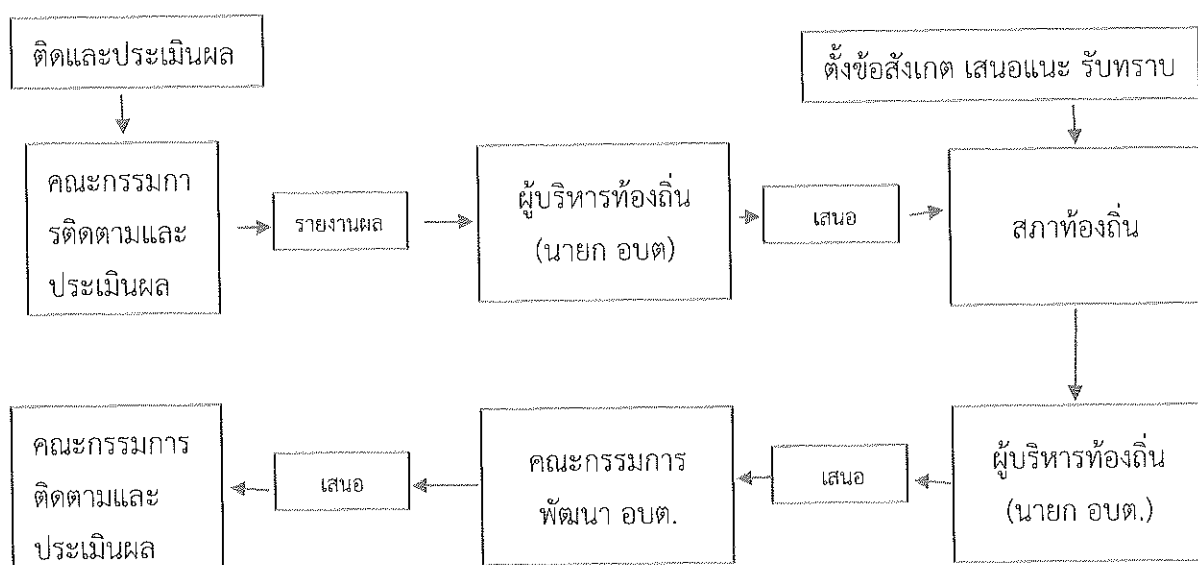 ติดและประเมินผล
ตั้งข้อสังเกต เสนอแนะ รับทราบ
คณะกรรมกา
รติดตามและ
ประเมินผล
รายงานผล
ผู้บริหารท้องถิ่น
(นายก อบต)
เสนอ
สภาท้องถิ่น
ผู้บริหารท้องถิ่น
(นายก อบต.)
เสนอ
คณะกรรมการ
พัฒนา อบต.
เสนอ
คณะกรรมการ
ติดตามและ
ประเมินผล